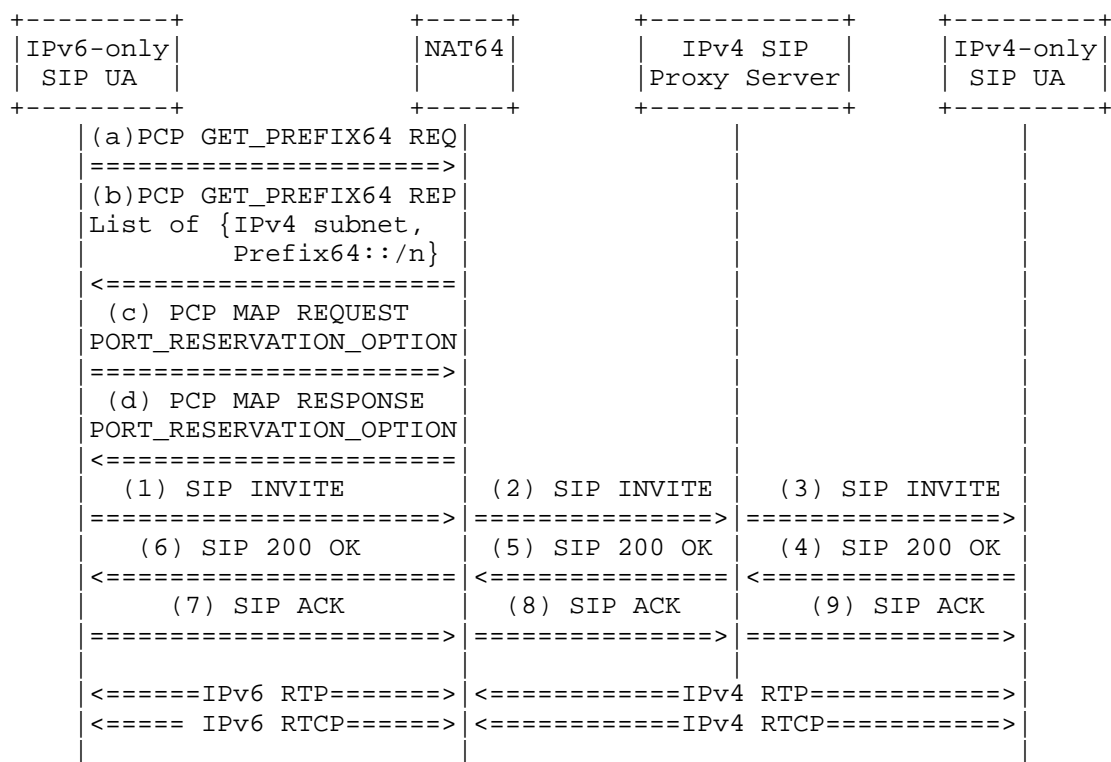 IPv6-only NAT64 IPv4 SIP IPv4-only
SIP UA Proxy Server SIP UA
(a)PCP GET_PREFIX64 REQ
(b)PCP GET_PREFIX64 REP
List of {IPv4 subnet,
Prefix64::/n}
(c) PCP MAP REQUEST
PORT_RESERVATION_OPTION
(d) PCP MAP RESPONSE
PORT_RESERVATION_OPTION
(1) SIP INVITE (2) SIP INVITE (3) SIP INVITE
(6) SIP 200 OK (5) SIP 200 OK (4) SIP 200 OK
(7) SIP ACK (8) SIP ACK (9) SIP ACK
<======IPv6 RTP=======> <============IPv4 RTP============>
<===== IPv6 RTCP======> <============IPv4 RTCP===========>